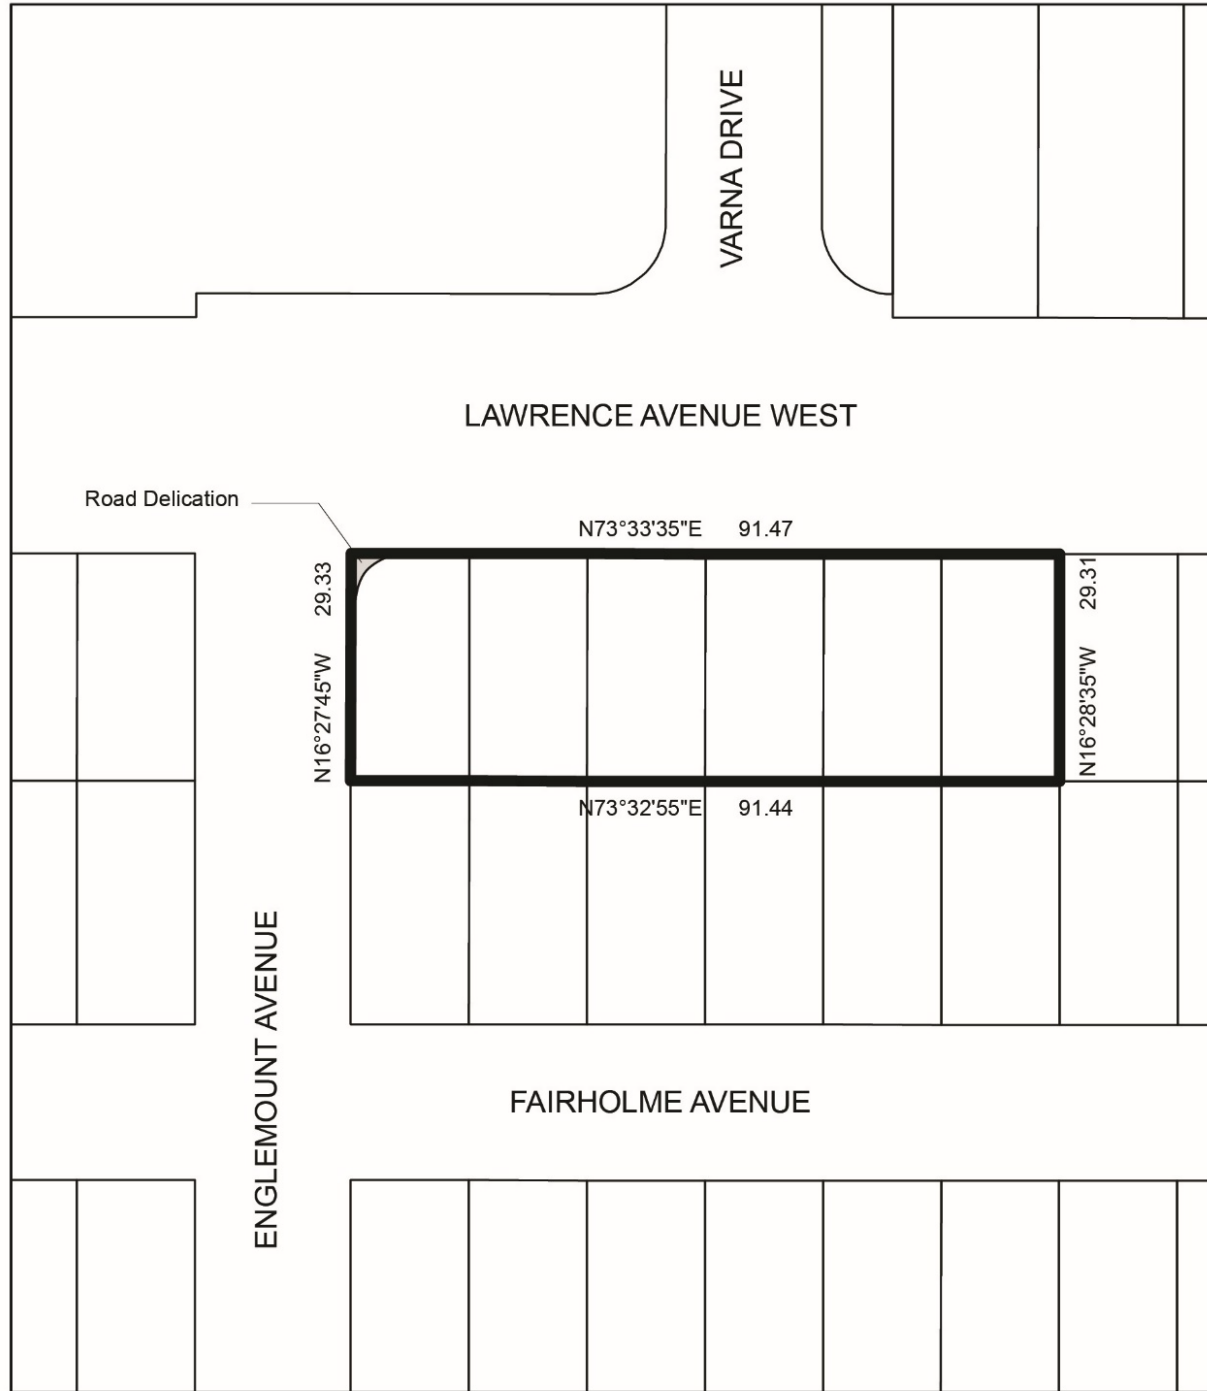 VARNA DRIVE
LAWRENCE AVENUE WEST
Road Delication
N73°33'35"E 91.47
N16°27'45"W 29.33
N16°28'35"W 29.31
N73°32'55"E 91.44
ENGLEMOUNT AVENUE
FAIRHOLME AVENUE